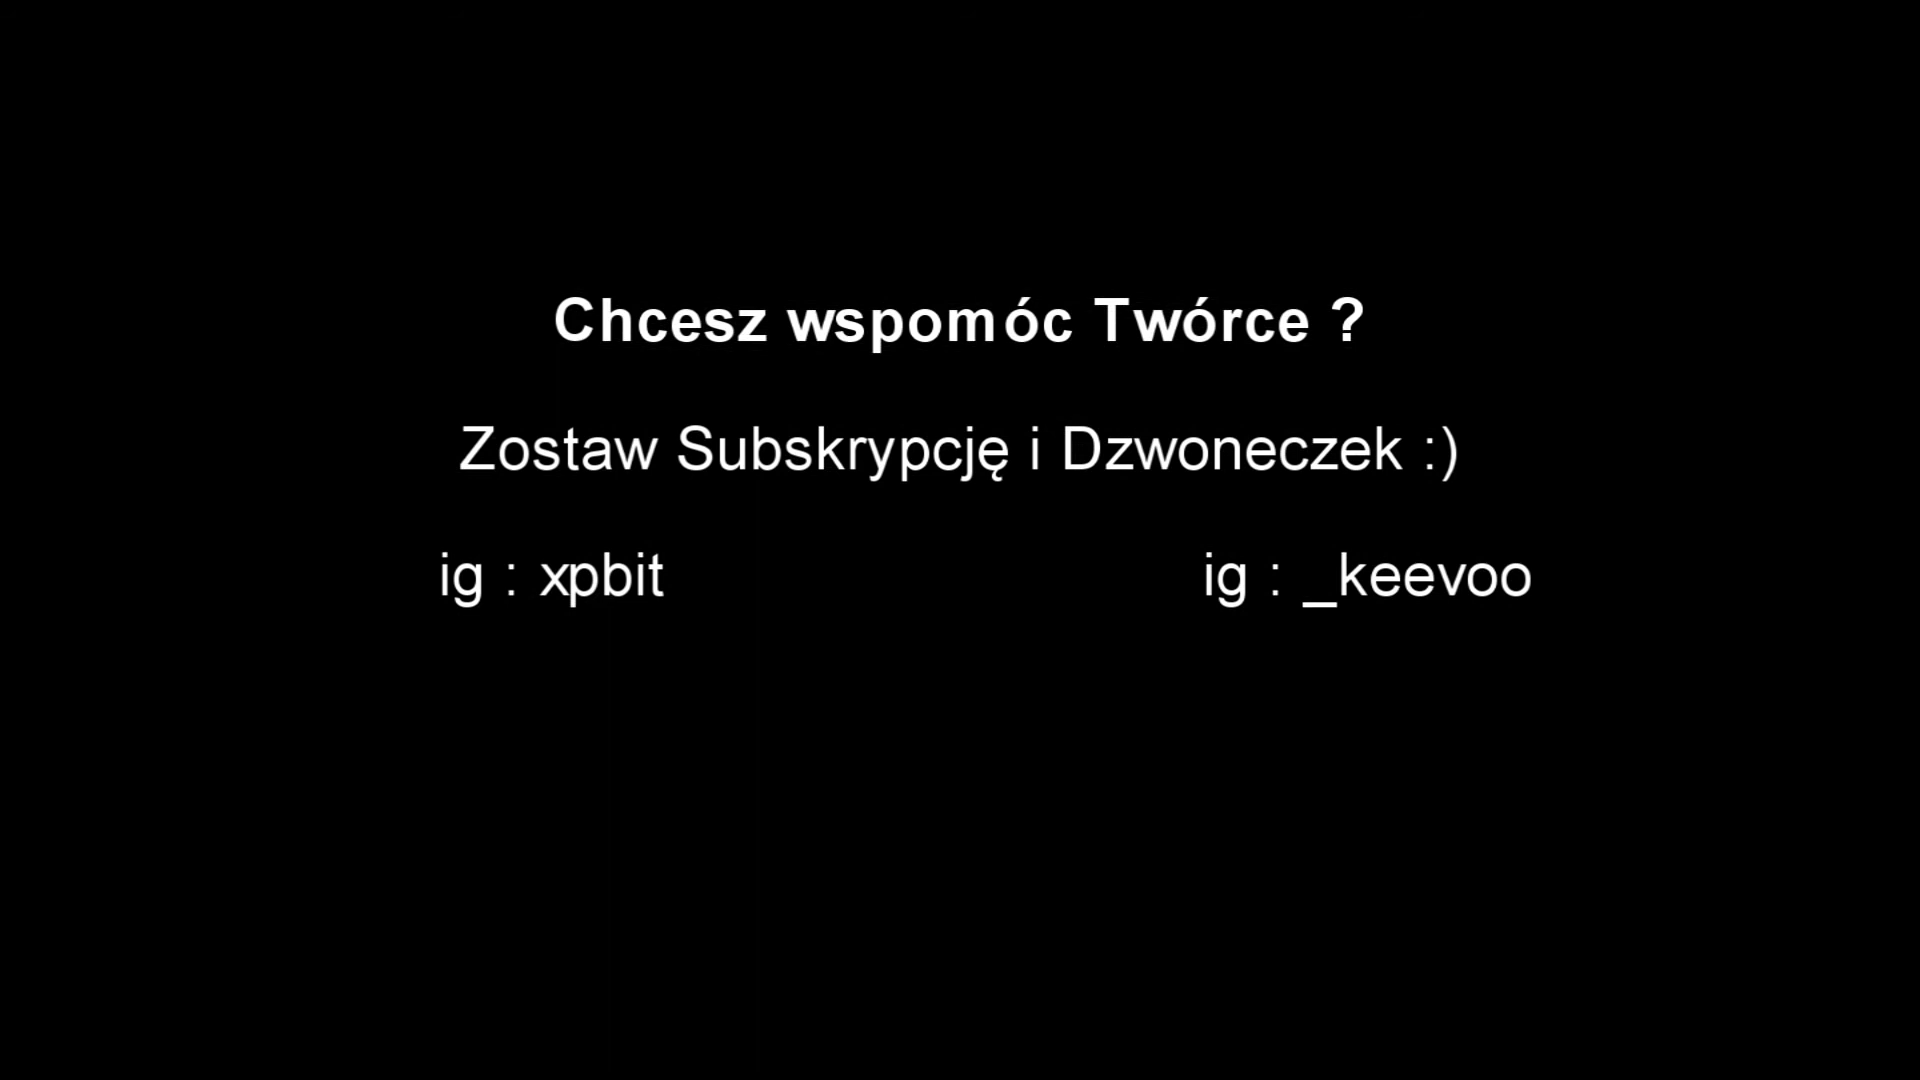 Chcesz wspomóc Twórce ?
Zostaw Subskrypcję i Dzwoneczek :)
ig : xpbit ig : _keevoo